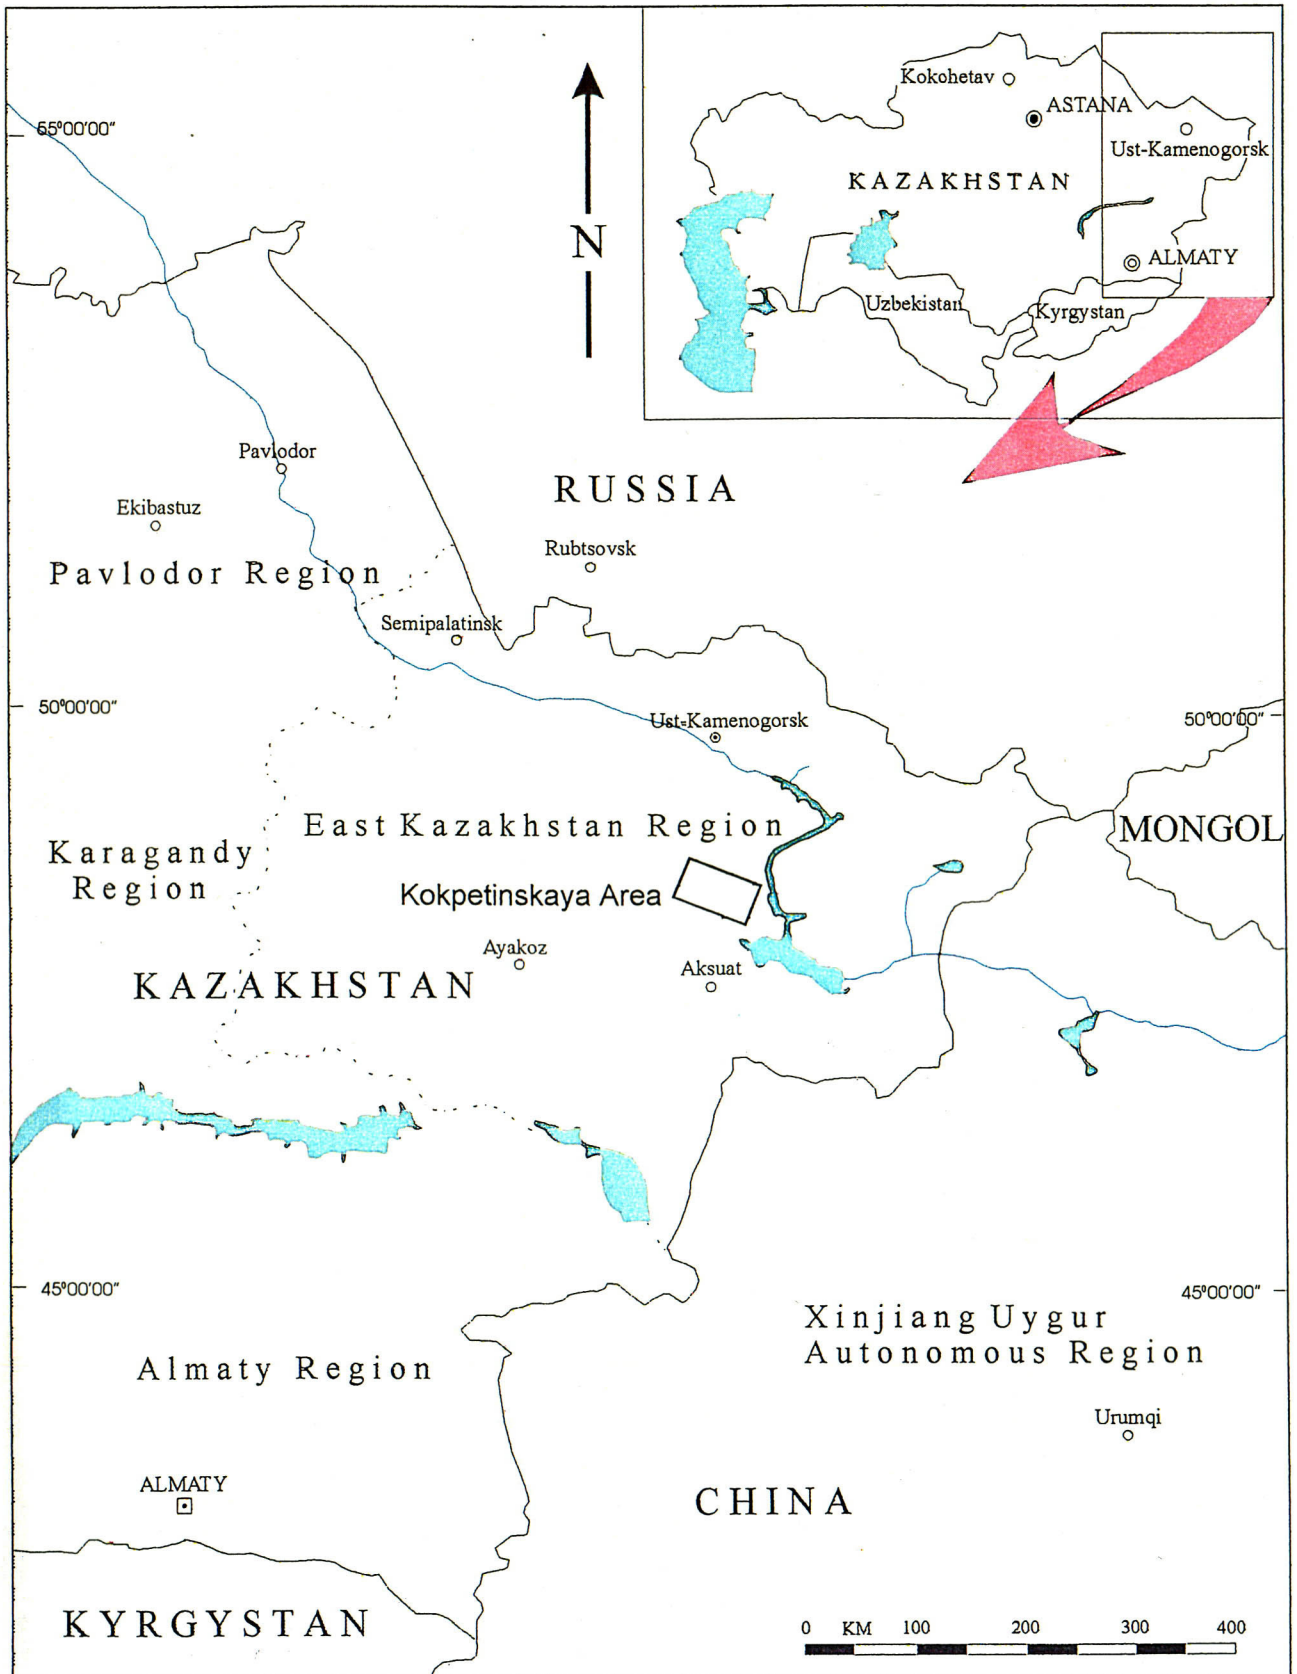 Kokohetav
ASTANA
Ust-Kamenogorsk
KAZAKHSTAN
ALMATY
Uzbekistan
Kyrgystan
55°00'00"
N
Pavlodor
RUSSIA
Ekibastuz
Rubtsovsk
Pavlodor Region
Semipalatinsk
50°00'00"
50°00'00"
Ust-Kamenogorsk
East Kazakhstan Region
MONGOL
Karagandy
Region
Kokpetinskaya Area
Ayakoz
Aksuat
KAZAKHSTAN
45°00'00"
45°00'00"
Xinjiang Uygur
Autonomous Region
Almaty Region
Urumqi
ALMATY
CHINA
KYRGYSTAN
0 KM 100 200 300 400